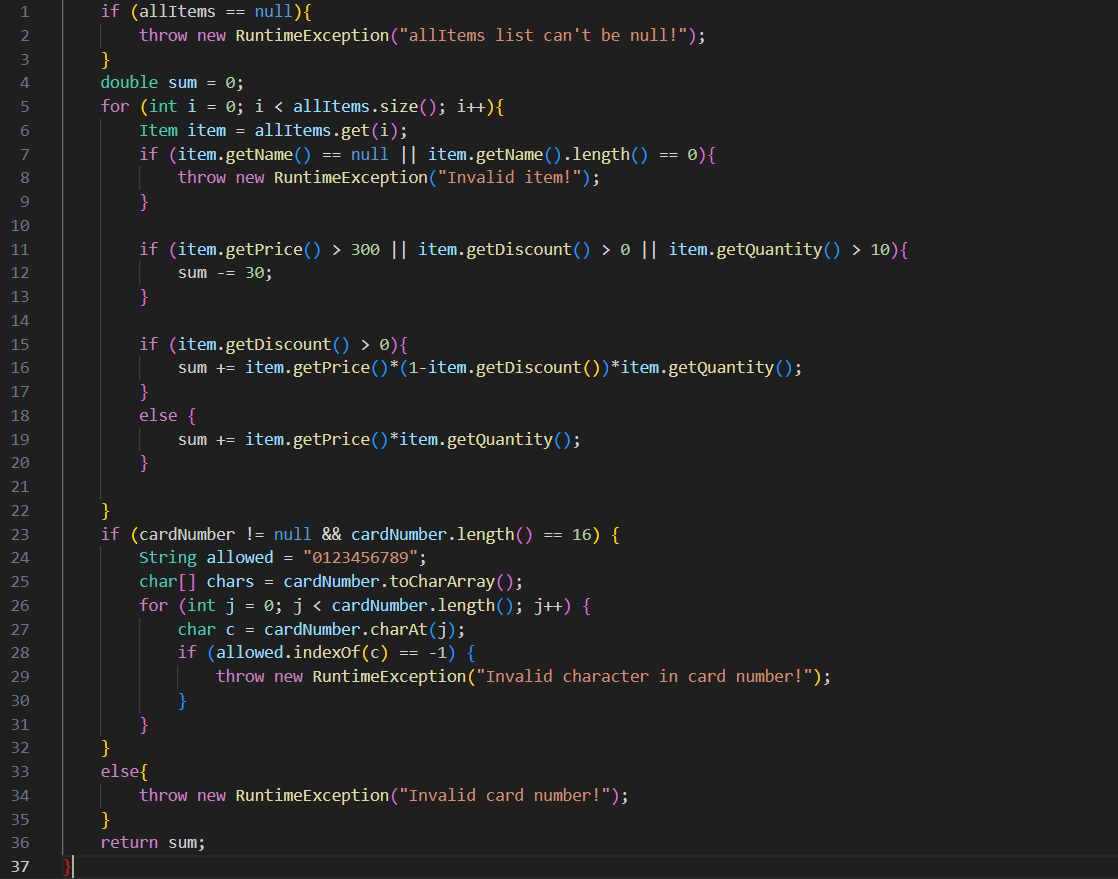 1 if (allItems == null){
2 throw new RuntimeException("allItems list can't be null!");
3 }
4 double sum = 0;
5 for (int i = 0; i < allItems.size(); i++){
6 Item item = allItems.get(i);
7 if (item.getName() == null || item.getName().length() == 0){
8 throw new RuntimeException("Invalid item!");
9 }
10
11 if (item.getPrice() > 300 || item.getDiscount() > 0 || item.getQuantity() > 10){
12 sum -= 30;
13 }
14
15 if (item.getDiscount() > 0){
16 sum += item.getPrice()*(1-item.getDiscount())*item.getQuantity();
17 }
18 else {
19 sum += item.getPrice()*item.getQuantity();
20 }
21
22 }
23 if (cardNumber != null && cardNumber.length() == 16) {
24 String allowed = "0123456789";
25 char[] chars = cardNumber.toCharArray();
26 for (int j = 0; j < cardNumber.length(); j++) {
27 char c = cardNumber.charAt(j);
28 if (allowed.indexOf(c) == -1) {
29 throw new RuntimeException("Invalid character in card number!");
30 }
31 }
32 }
33 else{
34 throw new RuntimeException("Invalid card number!");
35 }
36 return sum;
37 }